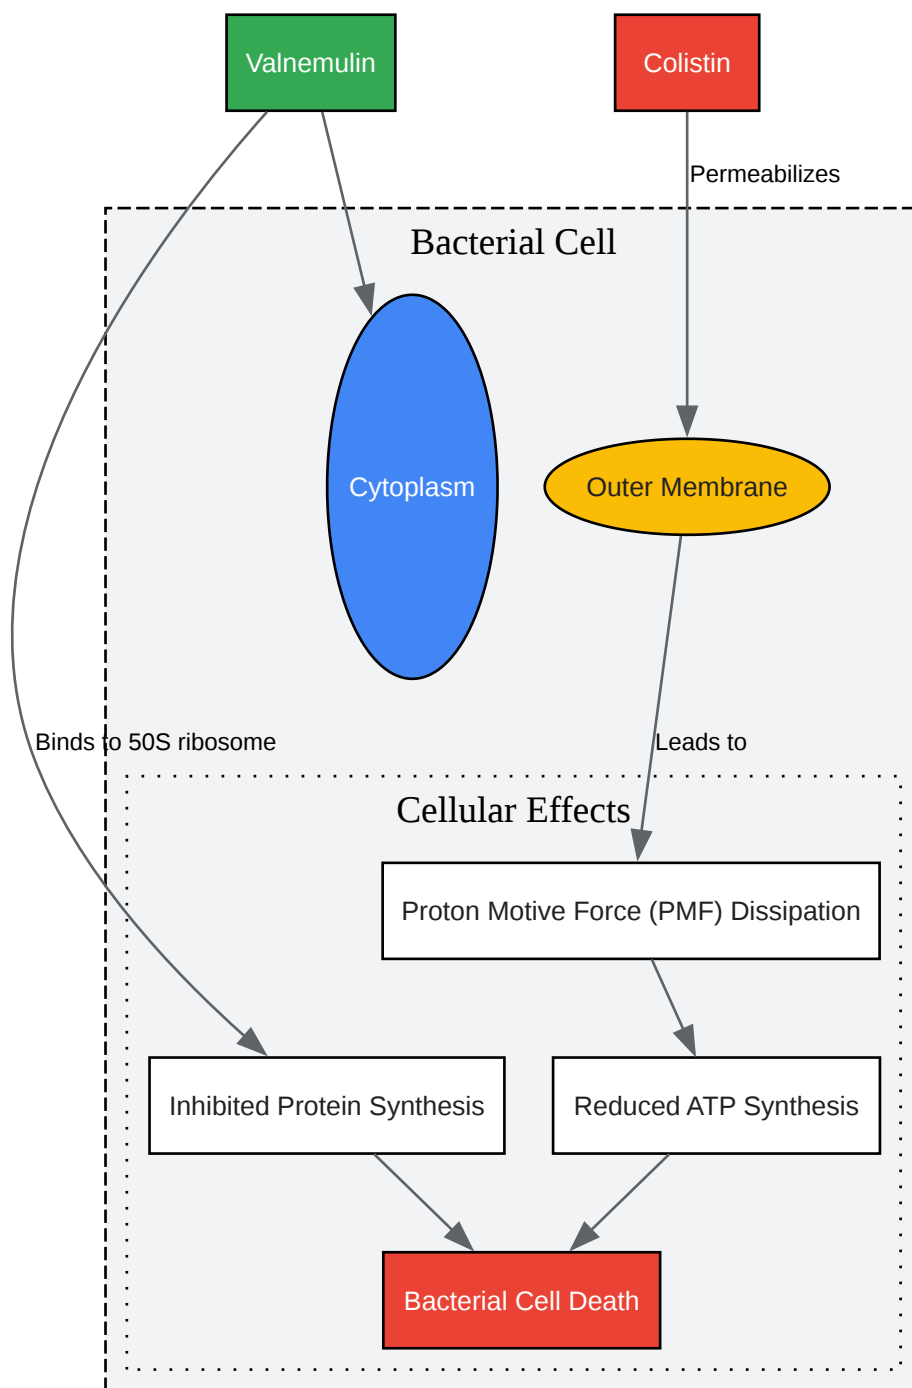 Valnemulin
Colistin
Permeabilizes
Bacterial Cell
Cytoplasm
Outer Membrane
Binds to 50S ribosome
Leads to
Cellular Effects
Proton Motive Force (PMF) Dissipation
Inhibited Protein Synthesis
Reduced ATP Synthesis
Bacterial Cell Death